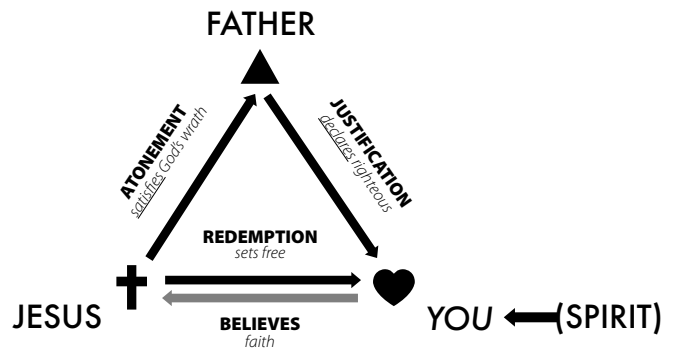 FATHER
ATONEMENT
satisfies God's wrath
JUSTIFICATION
declares righteous
REDEMPTION
sets free
JESUS
BELIEVES
faith
YOU
(SPIRIT)